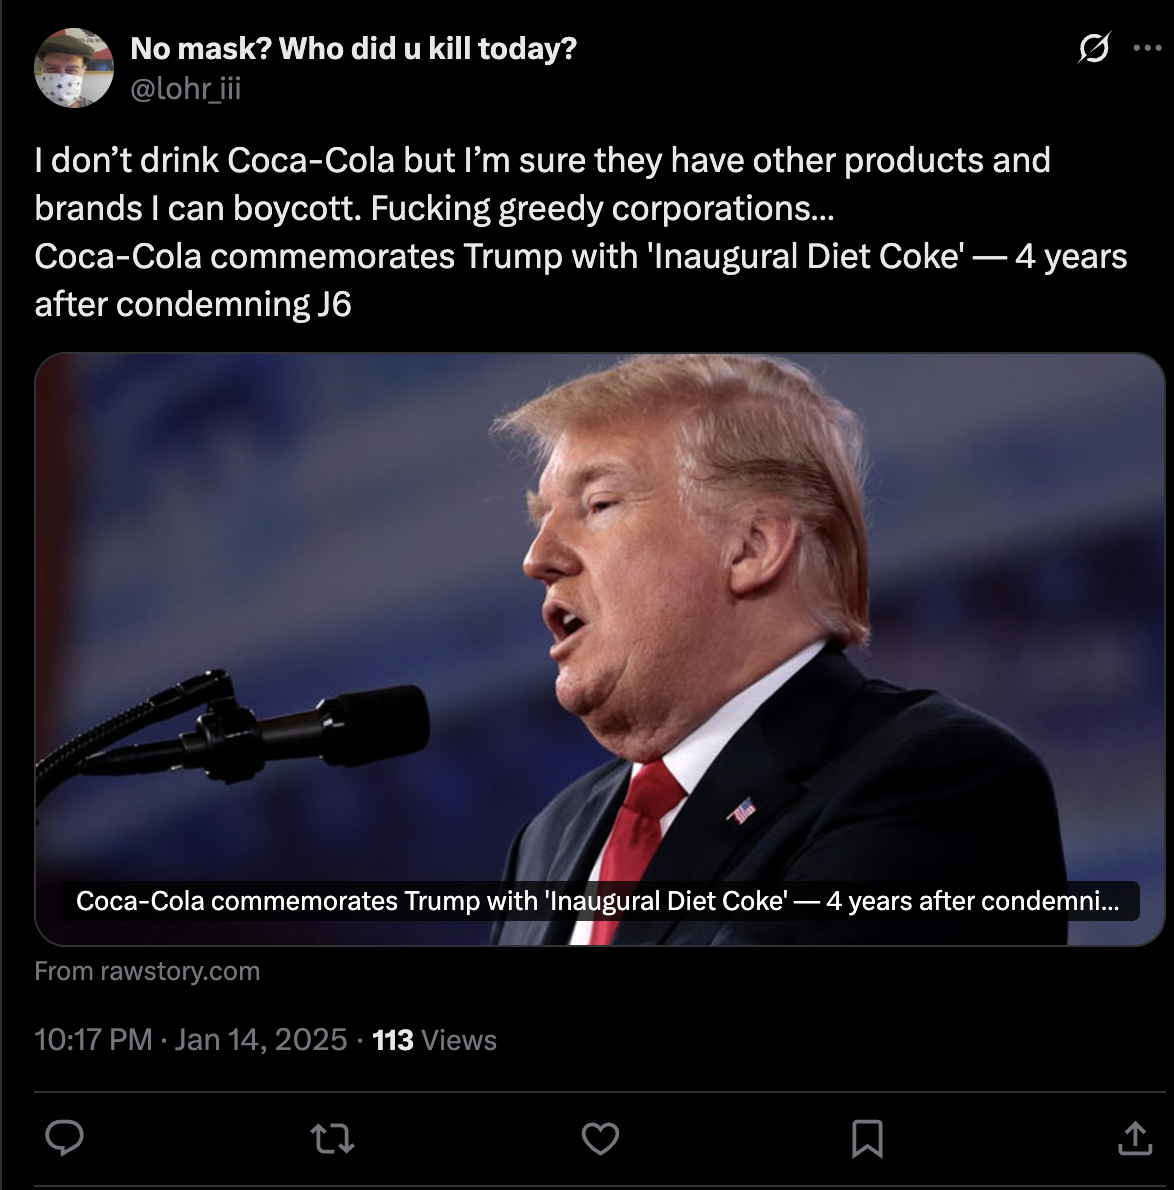 No mask? Who did u kill today?
@lohr_iii
I don’t drink Coca-Cola but I’m sure they have other products and
brands I can boycott. Fucking greedy corporations...
Coca-Cola commemorates Trump with 'Inaugural Diet Coke' — 4 years
after condemning J6
Coca-Cola commemorates Trump with 'Inaugural Diet Coke' — 4 years after condemni...
From rawstory.com
10:17 PM · Jan 14, 2025 · 113 Views